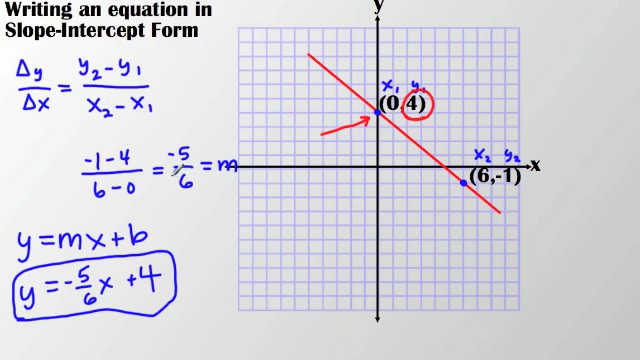 Writing an equation in
Slope-Intercept Form
Δy/Δx = y₂-y₁/x₂-x₁
-1-4/6-0 = -5/6 = m
y=mx+b
y=-5/6x+4
y
x₁ y₁
(0,4)
x₂ y₂
(6,-1)
x